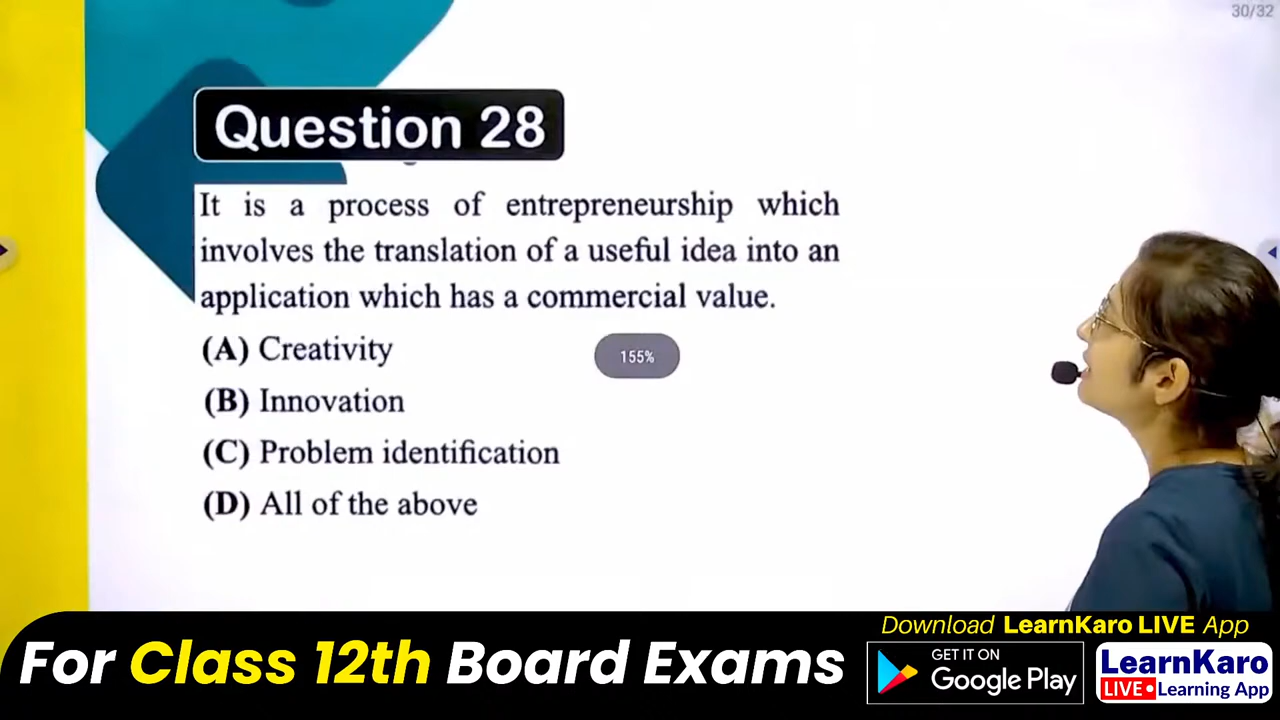 30/32
Question 28
It is a process of entrepreneurship which
involves the translation of a useful idea into an
application which has a commercial value.
(A) Creativity
155%
(B) Innovation
(C) Problem identification
(D) All of the above
For Class 12th Board Exams
Download LearnKaro LIVE App
GET IT ON
Google Play
LearnKaro
LIVE Learning App